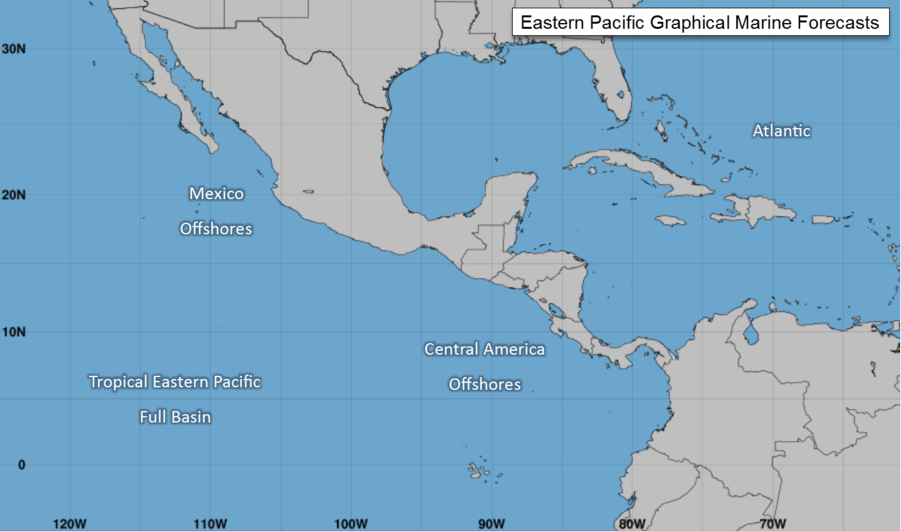 Eastern Pacific Graphical Marine Forecasts
30N
Atlantic
20N
Mexico
Offshores
10N
Central America
Offshores
Tropical Eastern Pacific
Full Basin
0
120W 110W 100W 90W 80W 70W